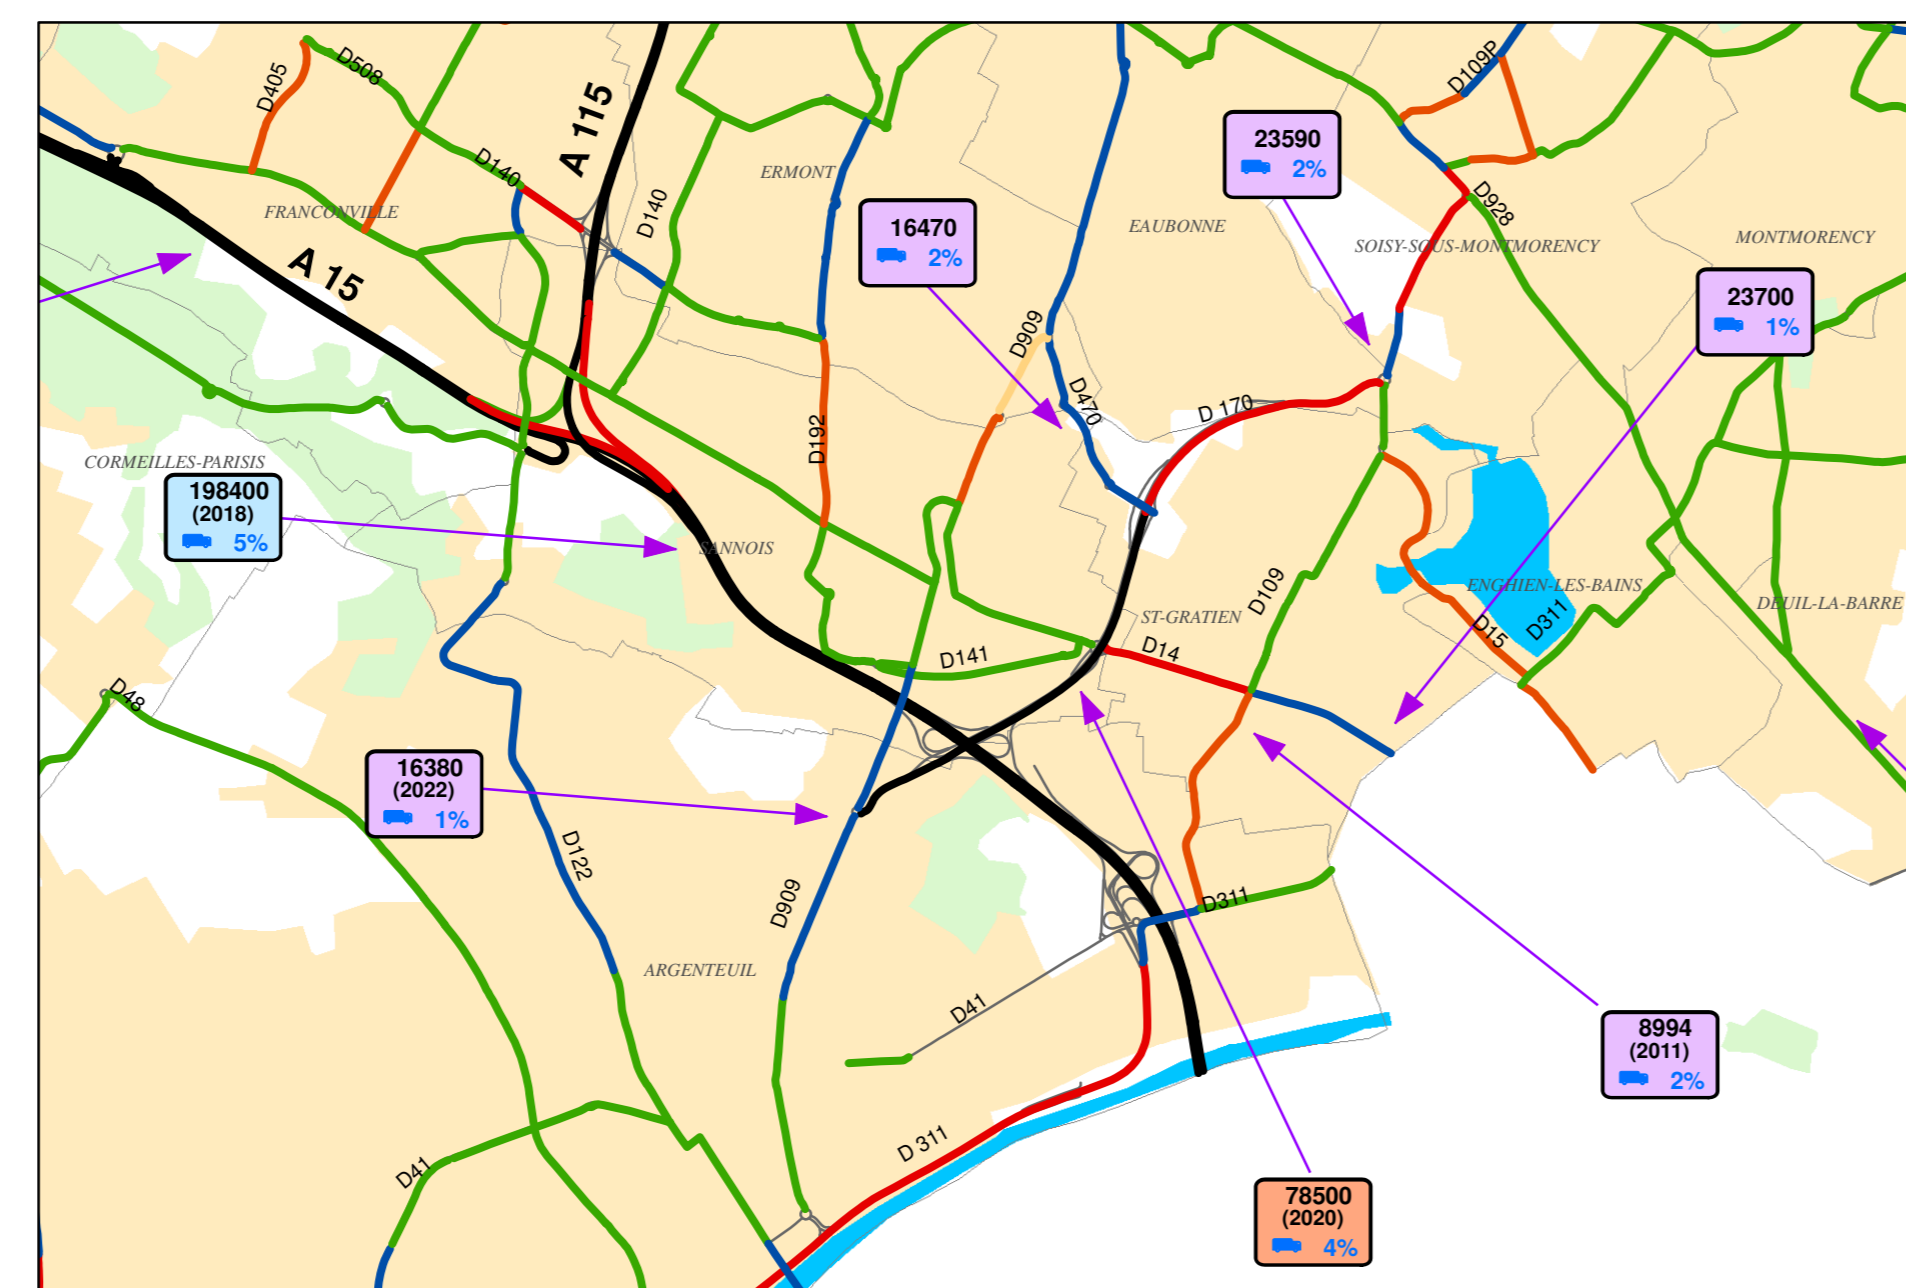 D109P
D508
D405
A 115
23590
2%
D140
ERMONT
D140
D928
FRANCONVILLE
16470
2%
EAUBONNE
SOISY-SOUS-MONTMORENCY
MONTMORENCY
A 15
23700
1%
D909
D470
D 170
D192
CORMEILLES-PARISIS
198400
(2018)
5%
SANNOIS
D109
ENGHIEN-LES-BAINS
DEUIL-LA-BARRE
ST-GRATIEN
D311
D15
D141
D14
D48
16380
(2022)
1%
D122
D909
D311
ARGENTEUIL
D41
8994
(2011)
2%
D 311
D41
78500
(2020)
4%